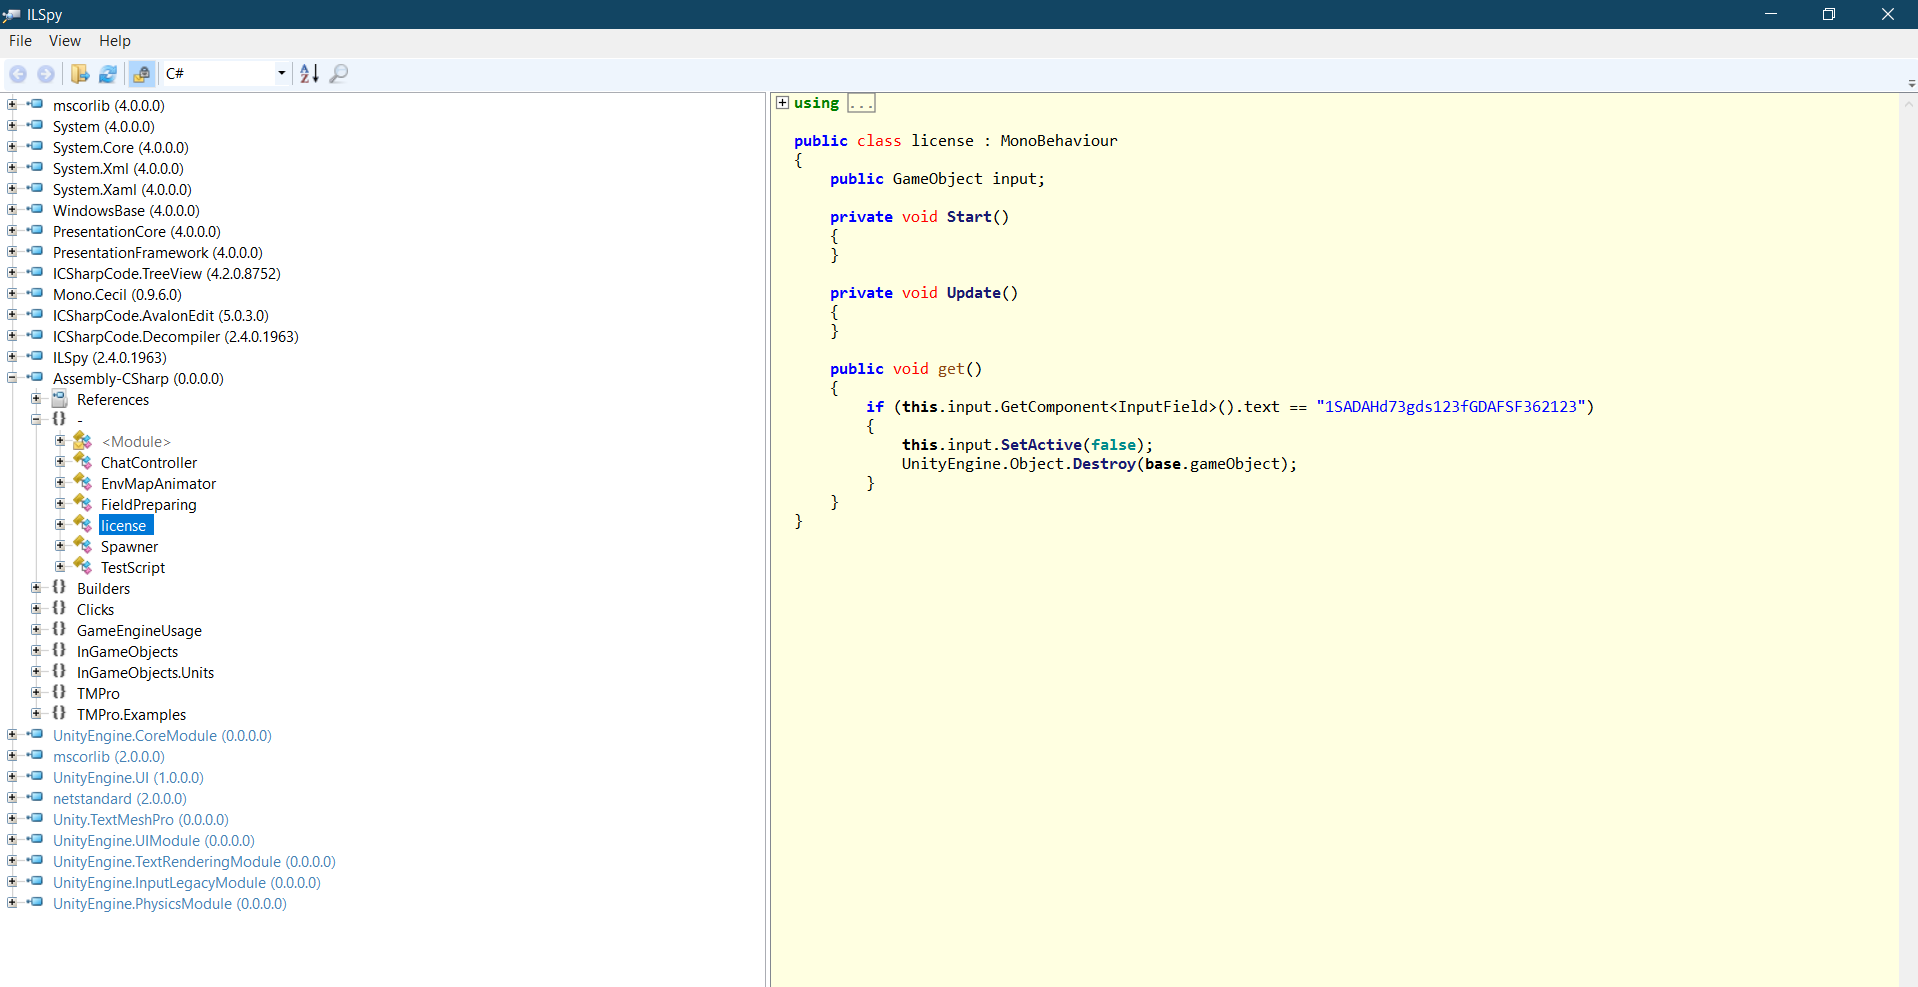 ILSpy
File View Help
C#
mscorlib (4.0.0.0)
System (4.0.0.0)
System.Core (4.0.0.0)
System.Xml (4.0.0.0)
System.Xaml (4.0.0.0)
WindowsBase (4.0.0.0)
PresentationCore (4.0.0.0)
PresentationFramework (4.0.0.0)
ICSharpCode.TreeView (4.2.0.8752)
Mono.Cecil (0.9.6.0)
ICSharpCode.AvalonEdit (5.0.3.0)
ICSharpCode.Decompiler (2.4.0.1963)
ILSpy (2.4.0.1963)
Assembly-CSharp (0.0.0.0)
References
{} -
<Module>
ChatController
EnvMapAnimator
FieldPreparing
license
Spawner
TestScript
{} Builders
{} Clicks
{} GameEngineUsage
{} InGameObjects
{} InGameObjects.Units
{} TMPro
{} TMPro.Examples
UnityEngine.CoreModule (0.0.0.0)
mscorlib (2.0.0.0)
UnityEngine.UI (1.0.0.0)
netstandard (2.0.0.0)
Unity.TextMeshPro (0.0.0.0)
UnityEngine.UIModule (0.0.0.0)
UnityEngine.TextRenderingModule (0.0.0.0)
UnityEngine.InputLegacyModule (0.0.0.0)
UnityEngine.PhysicsModule (0.0.0.0)
using ...
public class license : MonoBehaviour
{
public GameObject input;
private void Start()
{
}
private void Update()
{
}
public void get()
{
if (this.input.GetComponent<InputField>().text == "1SADAHd73gds123fGDAFSF362123")
{
this.input.SetActive(false);
UnityEngine.Object.Destroy(base.gameObject);
}
}
}